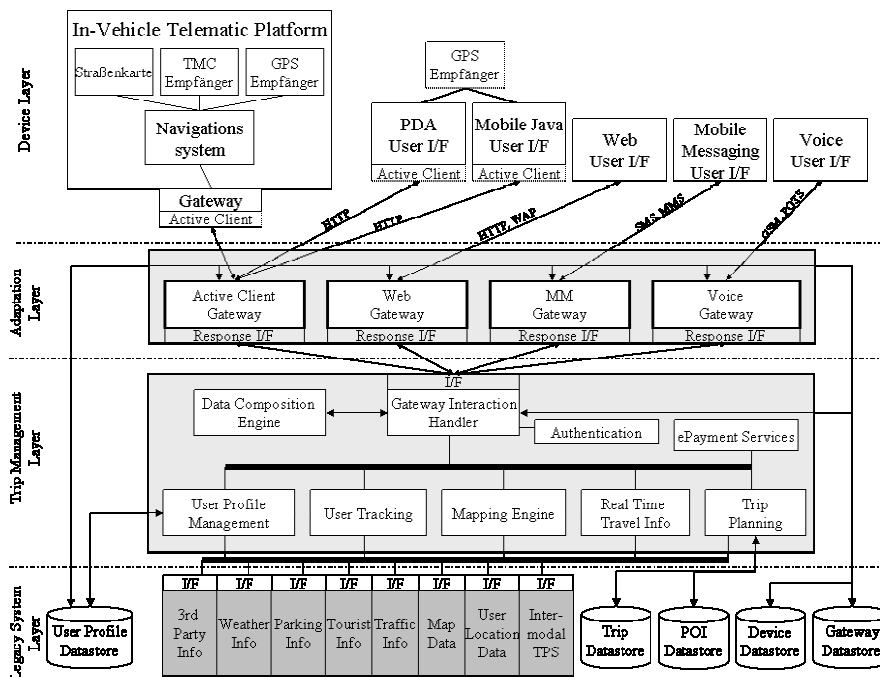 In-Vehicle Telematic Platform
Straßenkarte
TMC
Empfänger
GPS
Empfänger
Navigations
system
Gateway
Active Client
GPS
Empfänger
PDA
User I/F
Active Client
Mobile Java
User I/F
Active Client
Web
User I/F
Mobile
Messaging
User I/F
Voice
User I/F
Device Layer
HTTP
HTTP
HTTP, WAP
SMS, MMS
GSM, POTS
Adaptation
Layer
Active Client
Gateway
Response I/F
Web
Gateway
Response I/F
MM
Gateway
Response I/F
Voice
Gateway
Response I/F
Trip Management
Layer
I/F
Gateway Interaction
Handler
Data Composition
Engine
Authentication
ePayment Services
User Profile
Management
User Tracking
Mapping Engine
Real Time
Travel Info
Trip
Planning
Legacy System
Layer
User Profile
Datastore
I/F
3rd
Party
Info
I/F
Weather
Info
I/F
Parking
Info
I/F
Tourist
Info
I/F
Traffic
Info
I/F
Map
Data
I/F
User
Location
Data
I/F
Inter-
modal
TPS
Trip
Datastore
POI
Datastore
Device
Datastore
Gateway
Datastore